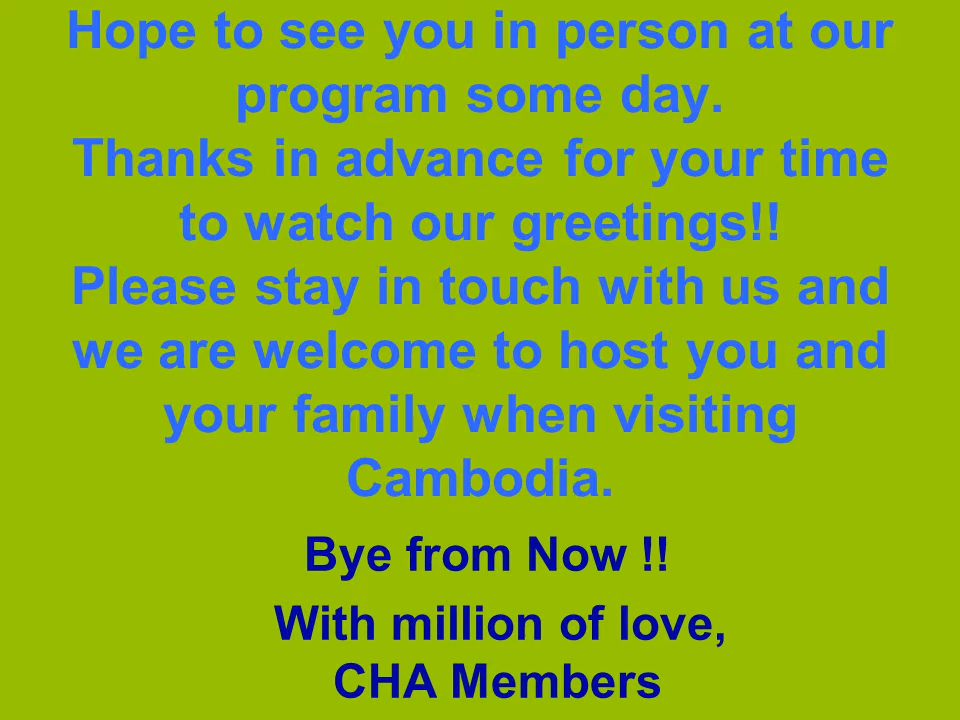 Hope to see you in person at our
program some day.
Thanks in advance for your time
to watch our greetings!!
Please stay in touch with us and
we are welcome to host you and
your family when visiting
Cambodia.
Bye from Now !!
With million of love,
CHA Members